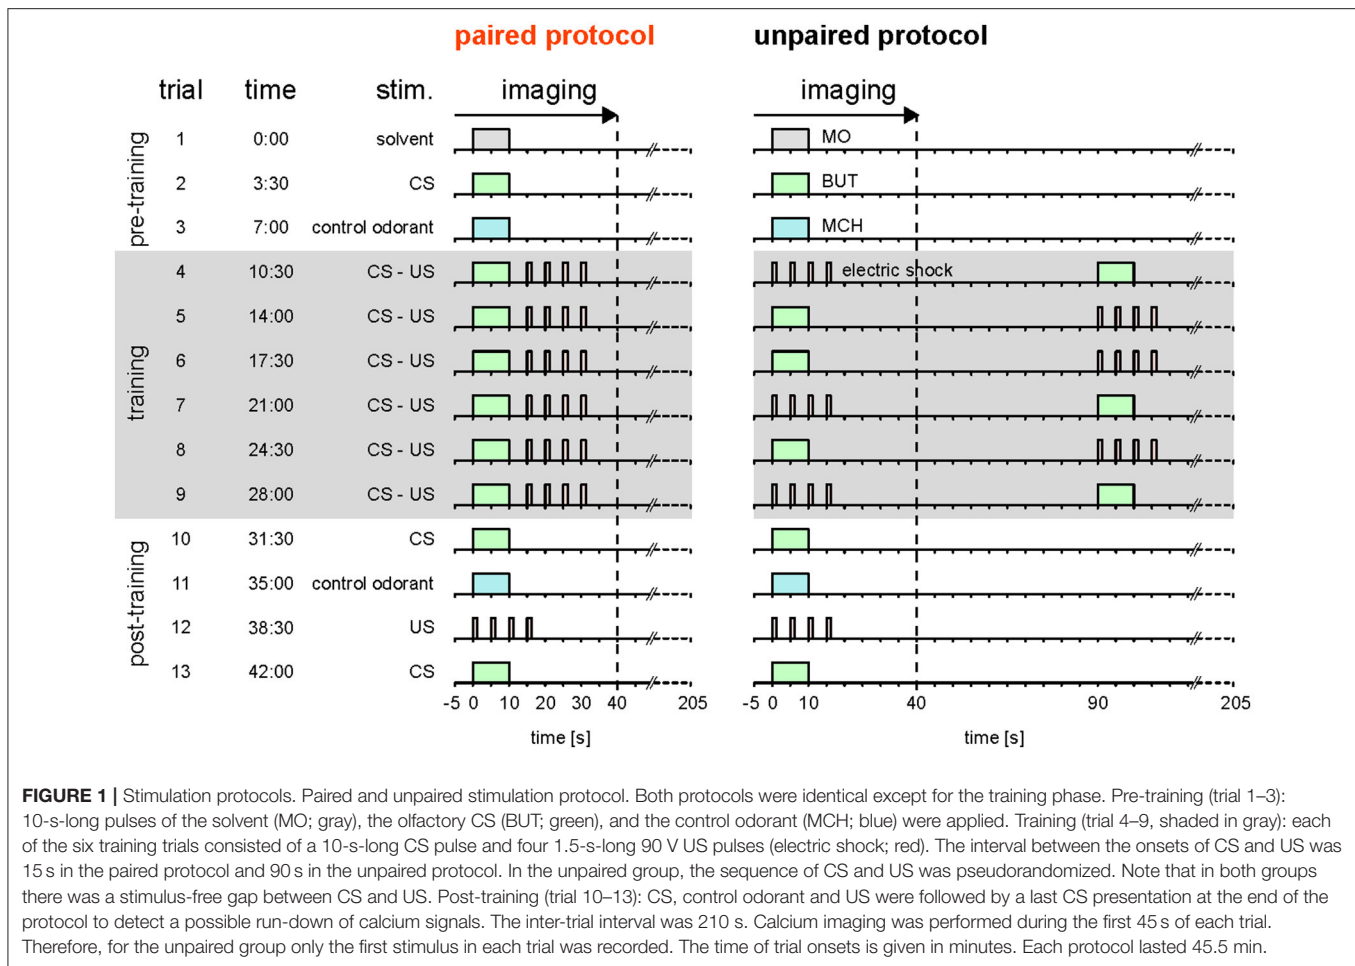 paired protocol unpaired protocol
trial time stim. imaging imaging
pre-training
1 0:00 solvent MO
2 3:30 CS BUT
3 7:00 control odorant MCH
training
4 10:30 CS - US electric shock
5 14:00 CS - US
6 17:30 CS - US
7 21:00 CS - US
8 24:30 CS - US
9 28:00 CS - US
post-training
10 31:30 CS
11 35:00 control odorant
12 38:30 US
13 42:00 CS
-5 0 10 20 30 40 205 -5 0 10 40 90 205
time [s] time [s]
FIGURE 1 | Stimulation protocols. Paired and unpaired stimulation protocol. Both protocols were identical except for the training phase. Pre-training (trial 1–3):
10-s-long pulses of the solvent (MO; gray), the olfactory CS (BUT; green), and the control odorant (MCH; blue) were applied. Training (trial 4–9, shaded in gray): each
of the six training trials consisted of a 10-s-long CS pulse and four 1.5-s-long 90 V US pulses (electric shock; red). The interval between the onsets of CS and US was
15 s in the paired protocol and 90 s in the unpaired protocol. In the unpaired group, the sequence of CS and US was pseudorandomized. Note that in both groups
there was a stimulus-free gap between CS and US. Post-training (trial 10–13): CS, control odorant and US were followed by a last CS presentation at the end of the
protocol to detect a possible run-down of calcium signals. The inter-trial interval was 210 s. Calcium imaging was performed during the first 45 s of each trial.
Therefore, for the unpaired group only the first stimulus in each trial was recorded. The time of trial onsets is given in minutes. Each protocol lasted 45.5 min.